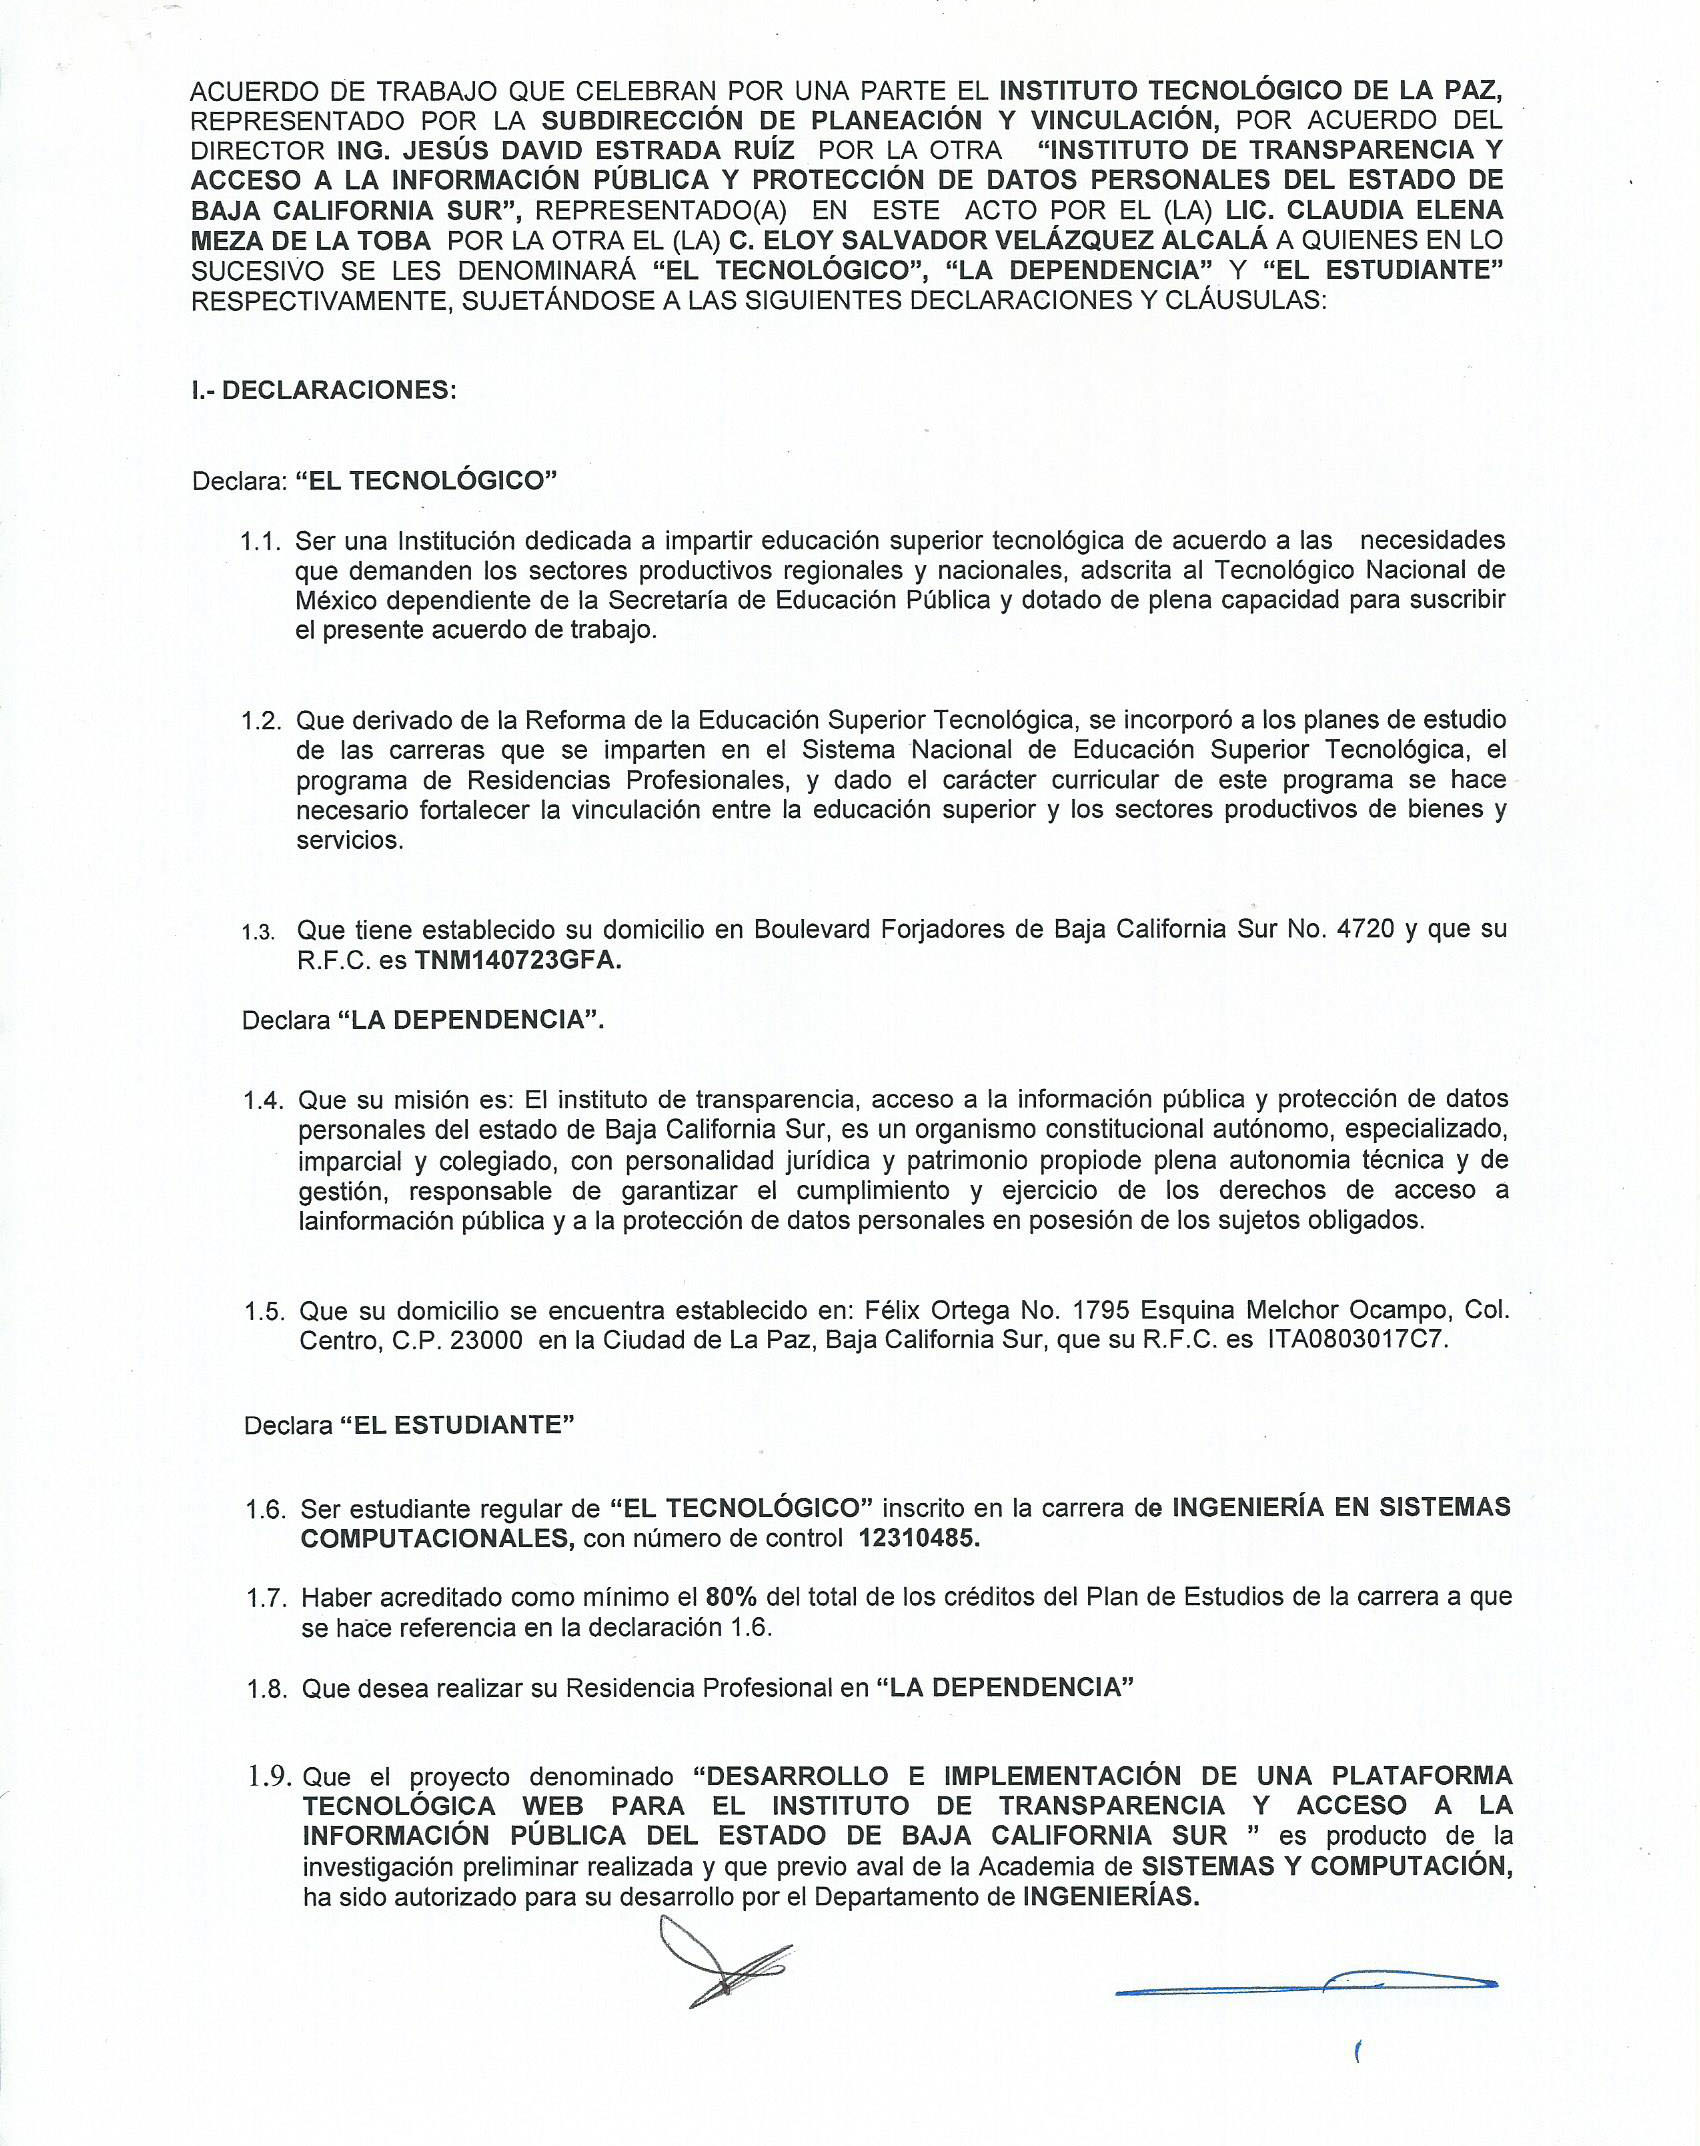 ACUERDO DE TRABAJO QUE CELEBRAN POR UNA PARTE EL INSTITUTO TECNOLÓGICO DE LA PAZ,
REPRESENTADO POR LA SUBDIRECCIÓN DE PLANEACIÓN Y VINCULACIÓN, POR ACUERDO DEL
DIRECTOR ING. JESÚS DAVID ESTRADA RUÍZ POR LA OTRA "INSTITUTO DE TRANSPARENCIA Y
ACCESO A LA INFORMACIÓN PÚBLICA Y PROTECCIÓN DE DATOS PERSONALES DEL ESTADO DE
BAJA CALIFORNIA SUR", REPRESENTADO(A) EN ESTE ACTO POR EL (LA) LIC. CLAUDIA ELENA
MEZA DE LA TOBA POR LA OTRA EL (LA) C. ELOY SALVADOR VELÁZQUEZ ALCALÁ A QUIENES EN LO
SUCESIVO SE LES DENOMINARÁ "EL TECNOLÓGICO", "LA DEPENDENCIA" Y "EL ESTUDIANTE"
RESPECTIVAMENTE, SUJETÁNDOSE A LAS SIGUIENTES DECLARACIONES Y CLÁUSULAS:
I.- DECLARACIONES:
Declara: "EL TECNOLÓGICO"
1.1. Ser una Institución dedicada a impartir educación superior tecnológica de acuerdo a las necesidades
que demanden los sectores productivos regionales y nacionales, adscrita al Tecnológico Nacional de
México dependiente de la Secretaría de Educación Pública y dotado de plena capacidad para suscribir
el presente acuerdo de trabajo.
1.2. Que derivado de la Reforma de la Educación Superior Tecnológica, se incorporó a los planes de estudio
de las carreras que se imparten en el Sistema Nacional de Educación Superior Tecnológica, el
programa de Residencias Profesionales, y dado el carácter curricular de este programa se hace
necesario fortalecer la vinculación entre la educación superior y los sectores productivos de bienes y
servicios.
1.3. Que tiene establecido su domicilio en Boulevard Forjadores de Baja California Sur No. 4720 y que su
R.F.C. es TNM140723GFA.
Declara "LA DEPENDENCIA".
1.4. Que su misión es: El instituto de transparencia, acceso a la información pública y protección de datos
personales del estado de Baja California Sur, es un organismo constitucional autónomo, especializado,
imparcial y colegiado, con personalidad jurídica y patrimonio propiode plena autonomia técnica y de
gestión, responsable de garantizar el cumplimiento y ejercicio de los derechos de acceso a
lainformación pública y a la protección de datos personales en posesión de los sujetos obligados.
1.5. Que su domicilio se encuentra establecido en: Félix Ortega No. 1795 Esquina Melchor Ocampo, Col.
Centro, C.P. 23000 en la Ciudad de La Paz, Baja California Sur, que su R.F.C. es ITA0803017C7.
Declara "EL ESTUDIANTE"
1.6. Ser estudiante regular de "EL TECNOLÓGICO" inscrito en la carrera de INGENIERÍA EN SISTEMAS
COMPUTACIONALES, con número de control 12310485.
1.7. Haber acreditado como mínimo el 80% del total de los créditos del Plan de Estudios de la carrera a que
se hace referencia en la declaración 1.6.
1.8. Que desea realizar su Residencia Profesional en "LA DEPENDENCIA"
1.9. Que el proyecto denominado "DESARROLLO E IMPLEMENTACIÓN DE UNA PLATAFORMA
TECNOLÓGICA WEB PARA EL INSTITUTO DE TRANSPARENCIA Y ACCESO A LA
INFORMACIÓN PÚBLICA DEL ESTADO DE BAJA CALIFORNIA SUR " es producto de la
investigación preliminar realizada y que previo aval de la Academia de SISTEMAS Y COMPUTACIÓN,
ha sido autorizado para su desarrollo por el Departamento de INGENIERÍAS.